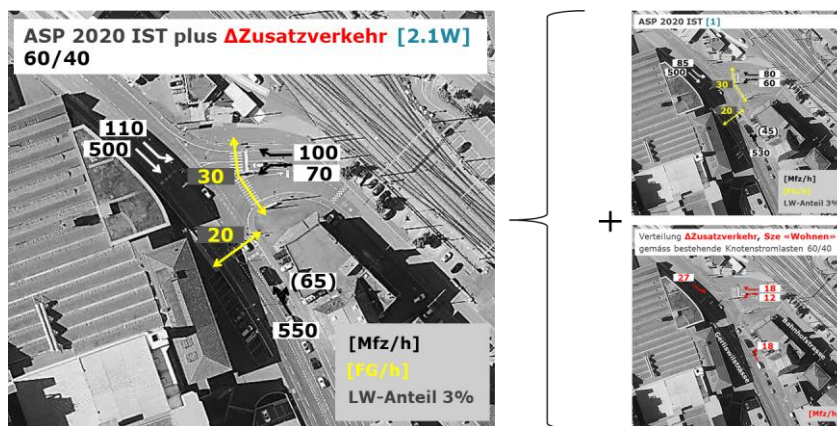 ASP 2020 IST plus ΔZusatzverkehr [2.1W]
60/40
110
500
100
70
30
20
(65)
550
[Mfz/h]
[FG/h]
LW-Anteil 3%
+
ASP 2020 IST [1]
85
500
80
60
30
20
(45)
530
[Mfz/h]
[FG/h]
LW-Anteil 3%
Verteilung ΔZusatzverkehr, Sze «Wohnen»
gemäss bestehende Knotenstromlasten 60/40
27
18
12
18
Bahnhofstrasse
[Mfz/h]